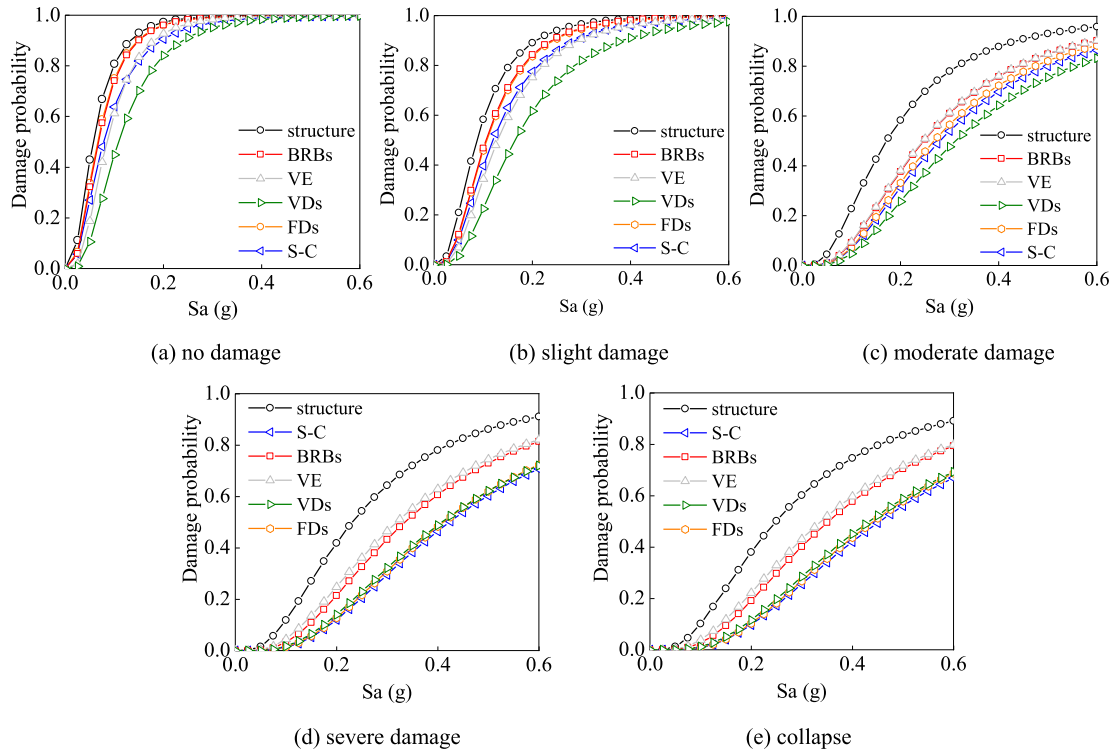 Damage probability
1.0
0.8
0.6
0.4
0.2
0.0
0.0
0.2
0.4
0.6
Sa (g)
structure
BRBs
VE
VDs
FDs
S-C
(a) no damage
Damage probability
1.0
0.8
0.6
0.4
0.2
0.0
0.0
0.2
0.4
0.6
Sa (g)
structure
BRBs
VE
VDs
FDs
S-C
(b) slight damage
Damage probability
1.0
0.8
0.6
0.4
0.2
0.0
0.0
0.2
0.4
0.6
Sa (g)
structure
BRBs
VE
VDs
FDs
S-C
(c) moderate damage
Damage probability
1.0
0.8
0.6
0.4
0.2
0.0
0.0
0.2
0.4
0.6
Sa (g)
structure
S-C
BRBs
VE
VDs
FDs
(d) severe damage
Damage probability
1.0
0.8
0.6
0.4
0.2
0.0
0.0
0.2
0.4
0.6
Sa (g)
structure
S-C
BRBs
VE
VDs
FDs
(e) collapse